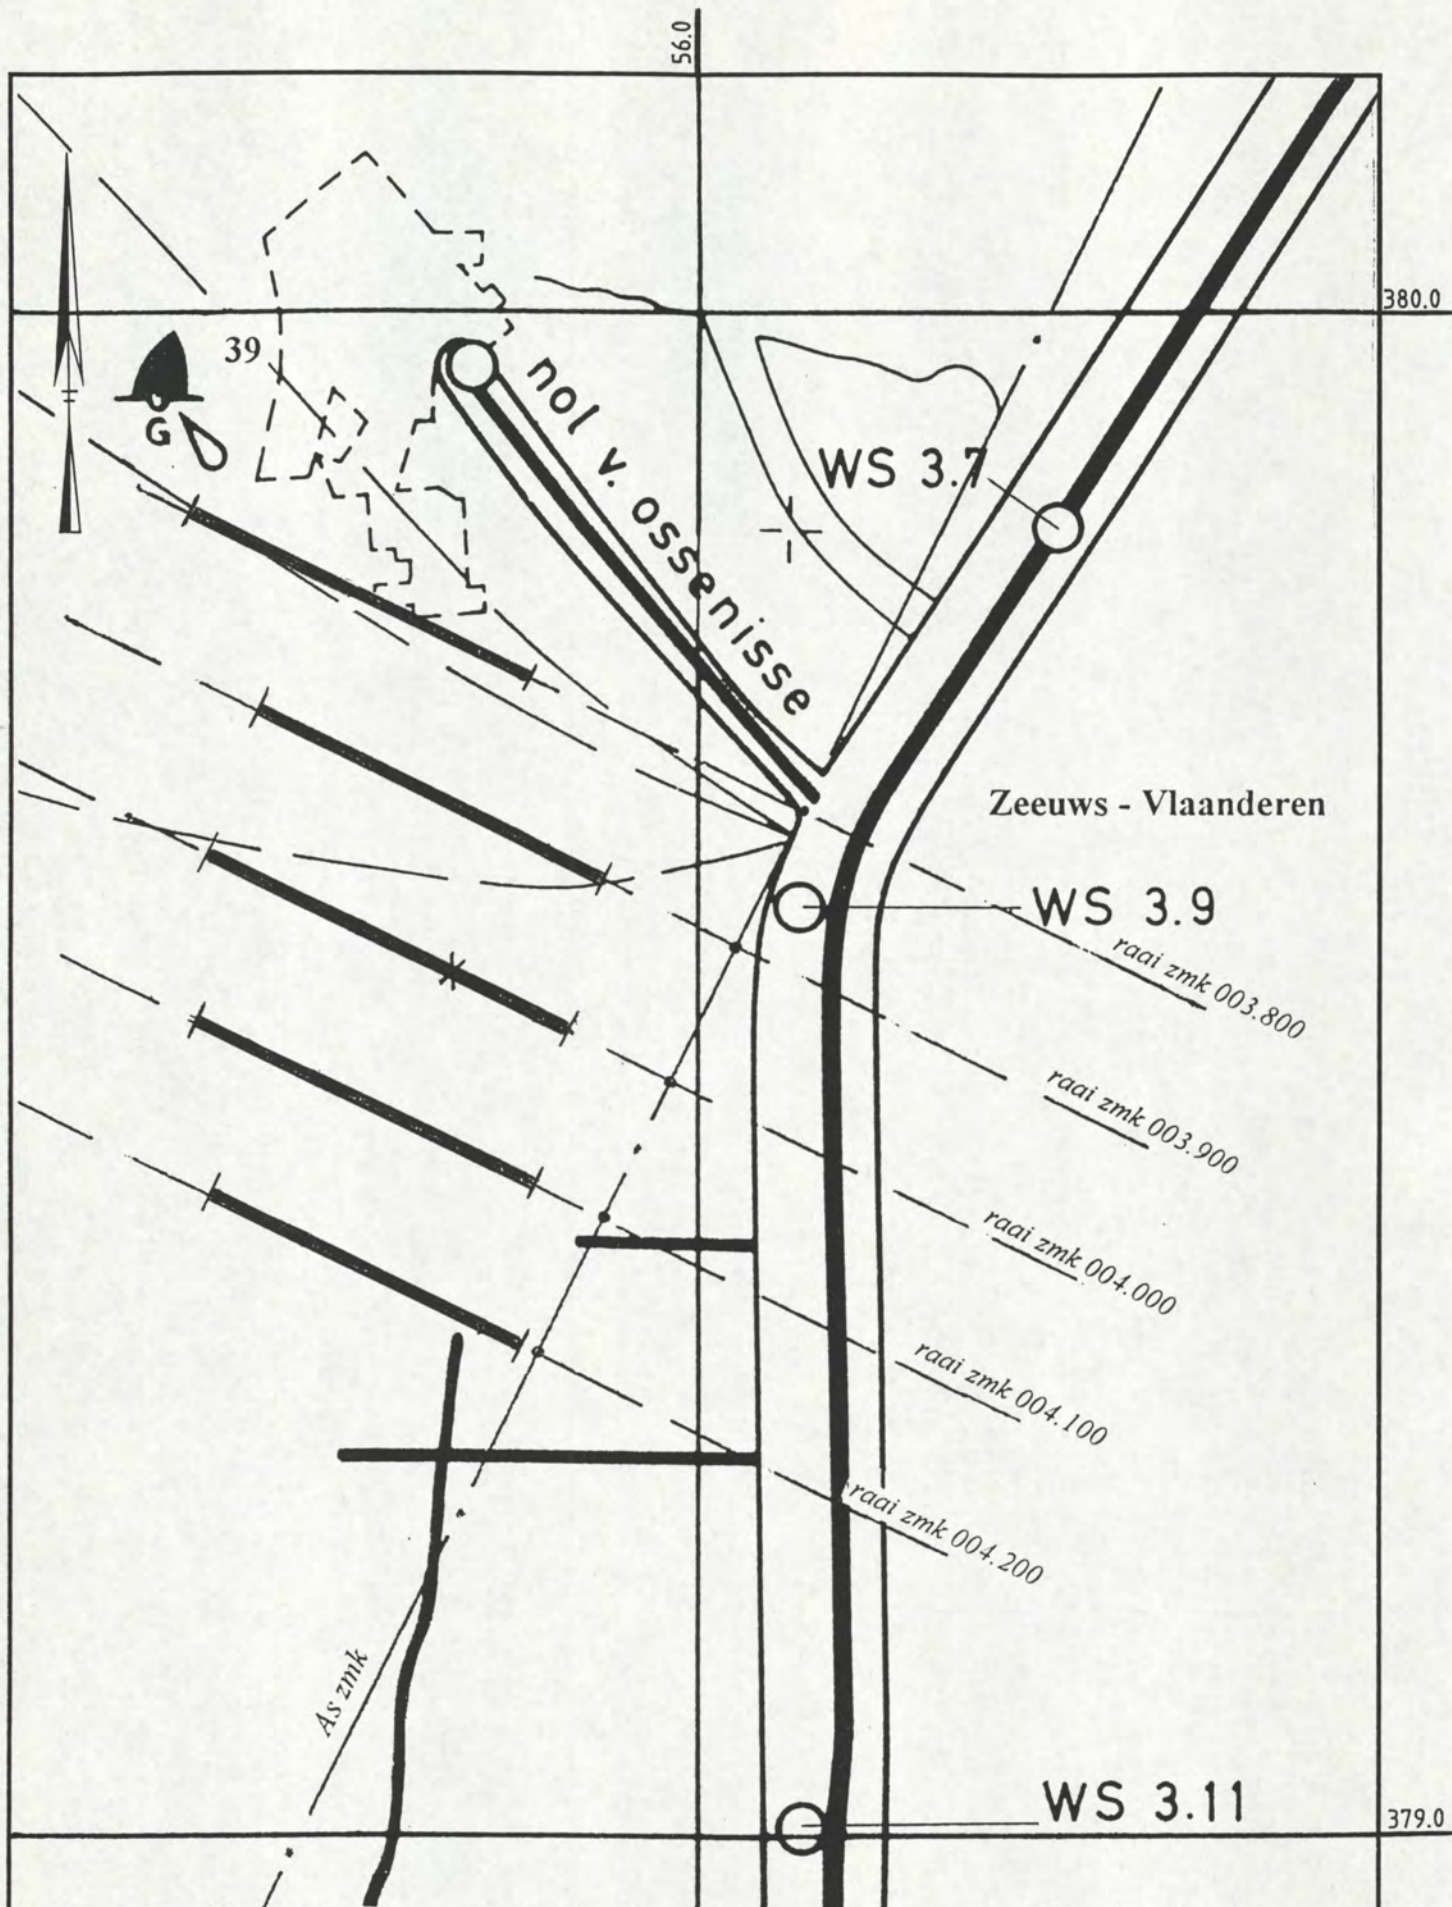 56.0
380.0
39
G
nol v. ossenisse
WS 3.7
Zeeuws - Vlaanderen
WS 3.9
raai zmk 003.800
raai zmk 003.900
raai zmk 004.000
raai zmk 004.100
raai zmk 004.200
As zmk
WS 3.11
379.0